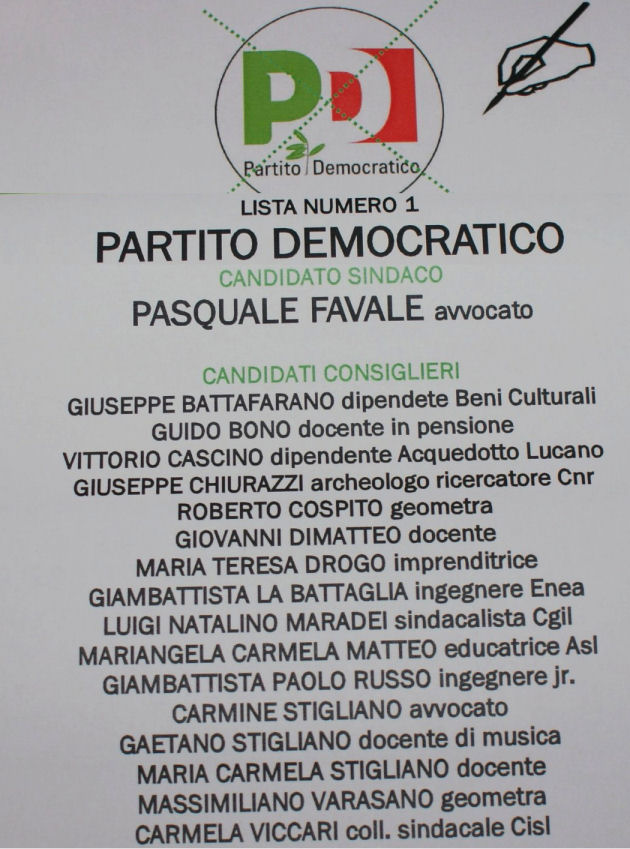 PD
Partito Democratico
LISTA NUMERO 1
PARTITO DEMOCRATICO
CANDIDATO SINDACO
PASQUALE FAVALE avvocato
CANDIDATI CONSIGLIERI
GIUSEPPE BATTAFARANO dipendete Beni Culturali
GUIDO BONO docente in pensione
VITTORIO CASCINO dipendente Acquedotto Lucano
GIUSEPPE CHIURAZZI archeologo ricercatore Cnr
ROBERTO COSPITO geometra
GIOVANNI DIMATTEO docente
MARIA TERESA DROGO imprenditrice
GIAMBATTISTA LA BATTAGLIA ingegnere Enea
LUIGI NATALINO MARADEI sindacalista Cgil
MARIANGELA CARMELA MATTEO educatrice Asl
GIAMBATTISTA PAOLO RUSSO ingegnere jr.
CARMINE STIGLIANO avvocato
GAETANO STIGLIANO docente di musica
MARIA CARMELA STIGLIANO docente
MASSIMILIANO VARASANO geometra
CARMELA VICCARI coll. sindacale Cisl